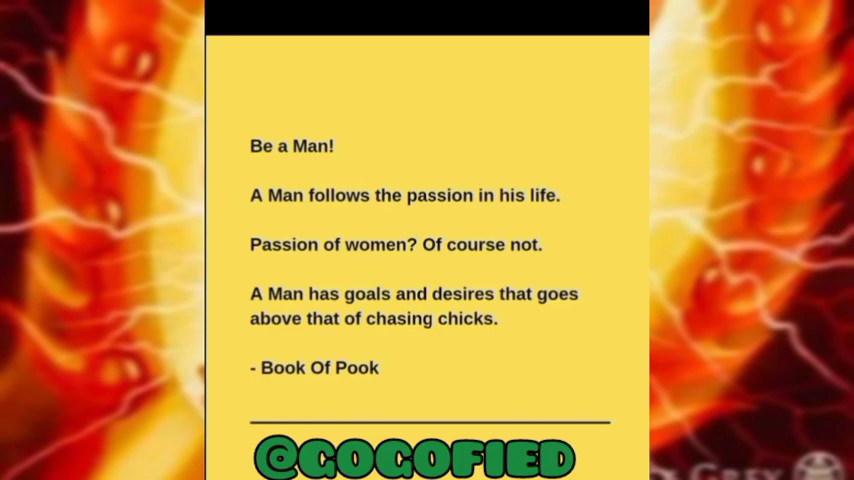 Be a Man!
A Man follows the passion in his life.
Passion of women? Of course not.
A Man has goals and desires that goes
above that of chasing chicks.
- Book Of Pook
@GOGOFIED